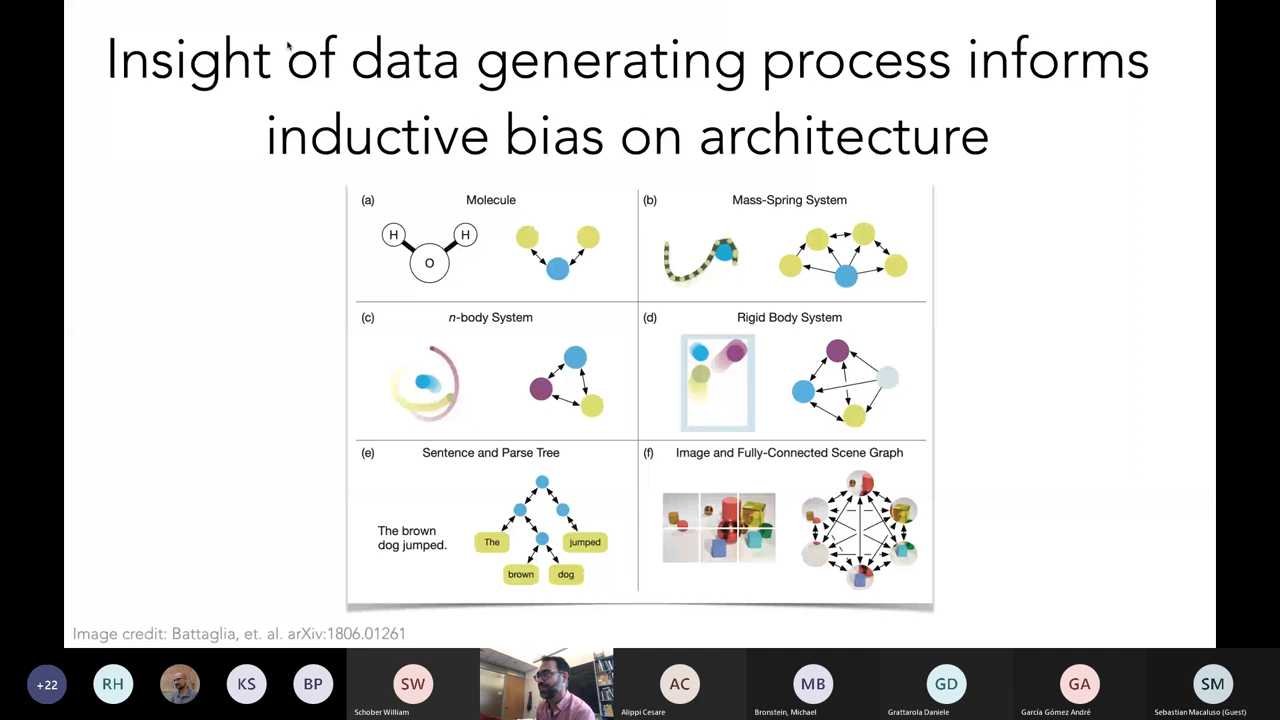 Insight of data generating process informs
inductive bias on architecture
(a) Molecule
H H
O
(b) Mass-Spring System
(c) n-body System
(d) Rigid Body System
(e) Sentence and Parse Tree
The brown
dog jumped.
The
jumped
brown
dog
(f) Image and Fully-Connected Scene Graph
Image credit: Battaglia, et. al. arXiv:1806.01261
+22
RH
KS
BP
SW
Schober William
AC
Alippi Cesare
MB
Bronstein, Michael
GD
Grattarola Daniele
GA
García Gómez André
SM
Sebastian Macaluso (Guest)